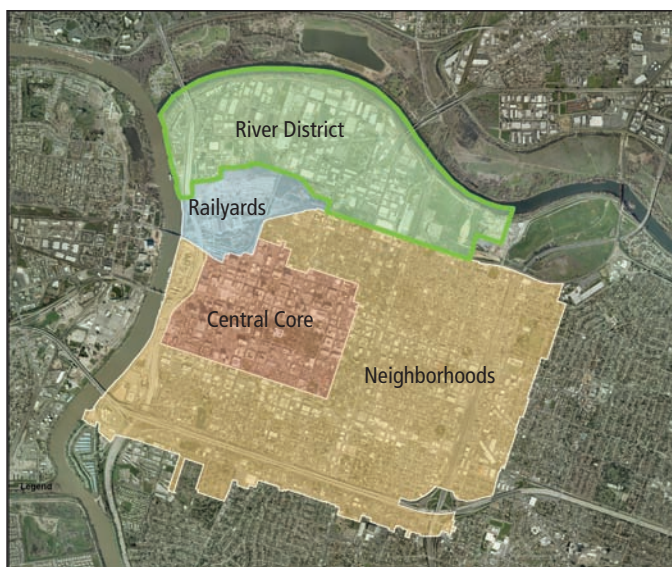 River District
Railyards
Central Core
Neighborhoods
Legend